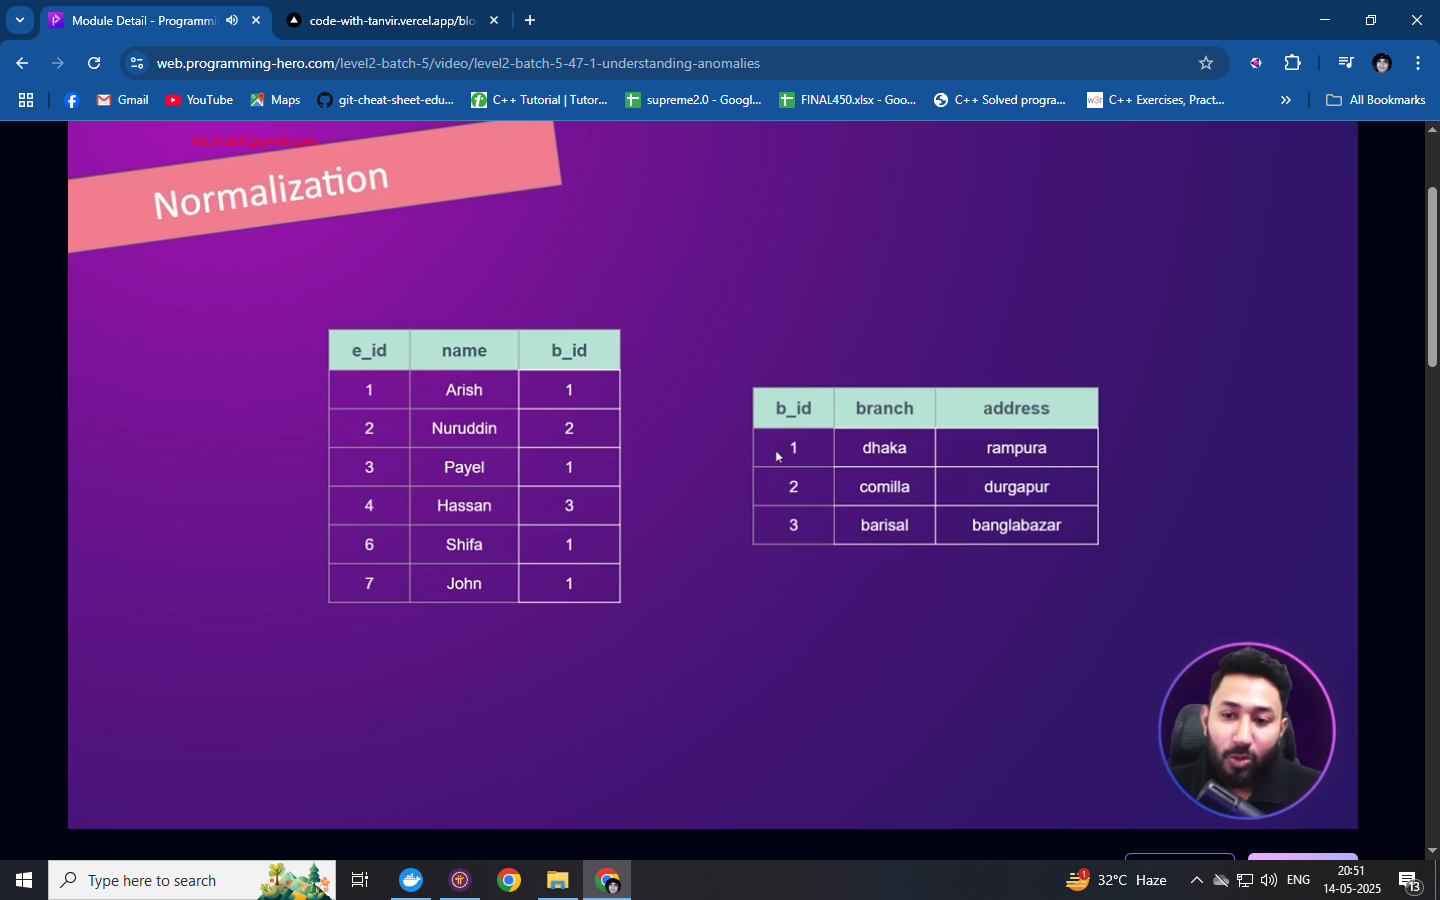 Module Detail - Programmi
code-with-tanvir.vercel.app/blo
web.programming-hero.com/level2-batch-5/video/level2-batch-5-47-1-understanding-anomalies
Gmail
YouTube
Maps
git-cheat-sheet-edu...
C++ Tutorial | Tutor...
supreme2.0 - Googl...
FINAL450.xlsx - Goo...
C++ Solved progra...
w3r
C++ Exercises, Pract...
»
All Bookmarks
Normalization
e_id name b_id
1 Arish 1
2 Nuruddin 2
3 Payel 1
4 Hassan 3
6 Shifa 1
7 John 1
b_id branch address
1 dhaka rampura
2 comilla durgapur
3 barisal banglabazar
Type here to search
1
32°C Haze
ENG
20:51
14-05-2025
13